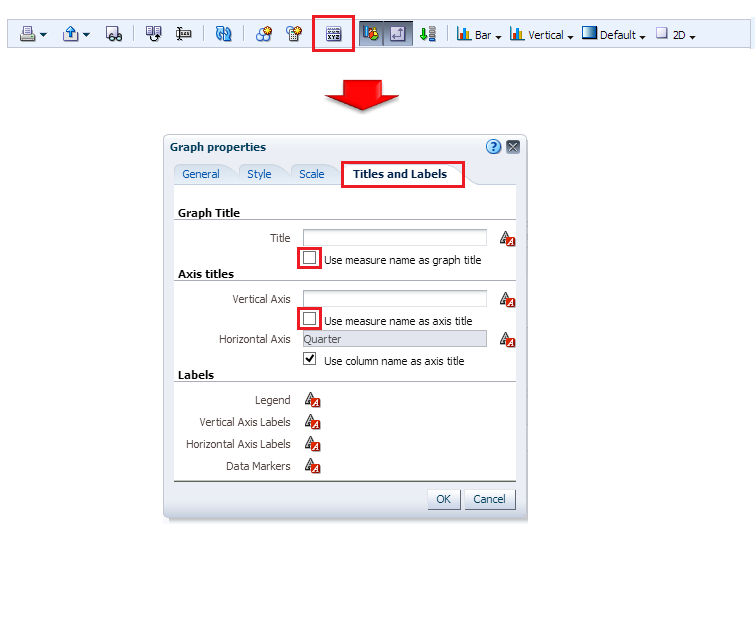 XYZ
Bar Vertical Default 2D
Graph properties
General Style Scale Titles and Labels
Graph Title
Title
Use measure name as graph title
Axis titles
Vertical Axis
Use measure name as axis title
Horizontal Axis Quarter
Use column name as axis title
Labels
Legend
Vertical Axis Labels
Horizontal Axis Labels
Data Markers
OK Cancel